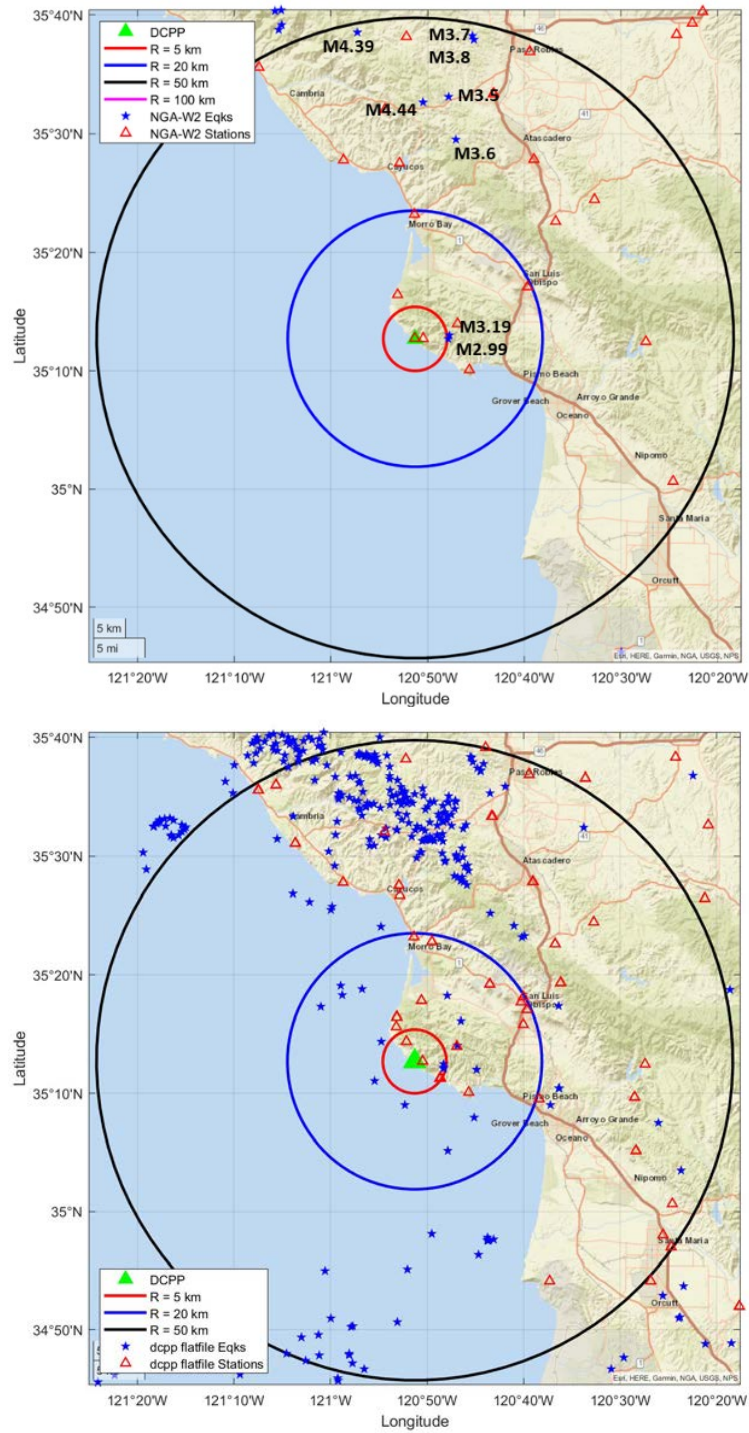 35°40'N
35°30'N
35°20'N
35°10'N
35°N
34°50'N
Latitude
DCPP
R = 5 km
R = 20 km
R = 50 km
R = 100 km
NGA-W2 Eqks
NGA-W2 Stations
M4.39
M3.7
M3.8
46
Paso Robles
Cambria
M4.44
M3.5
41
Atascadero
M3.6
Cayucos
Morro Bay
1
San Luis
Obispo
M3.19
M2.99
Pismo Beach
Grover Beach
Arroyo Grande
Oceano
Nipomo
Santa Maria
Orcutt
1
5 km
5 mi
Esri, HERE, Garmin, NGA, USGS, NPS
121°20'W 121°10'W 121°W 120°50'W 120°40'W 120°30'W 120°20'W
Longitude
35°40'N
35°30'N
35°20'N
35°10'N
35°N
34°50'N
Latitude
46
Paso Robles
Cambria
41
Atascadero
Cayucos
Morro Bay
1
San Luis
Obispo
Pismo Beach
Grover Beach
Arroyo Grande
Oceano
Nipomo
Santa Maria
Orcutt
1
DCPP
R = 5 km
R = 20 km
R = 50 km
dcpp flatfile Eqks
dcpp flatfile Stations
Esri, HERE, Garmin, NGA, USGS, NPS
121°20'W 121°10'W 121°W 120°50'W 120°40'W 120°30'W 120°20'W
Longitude